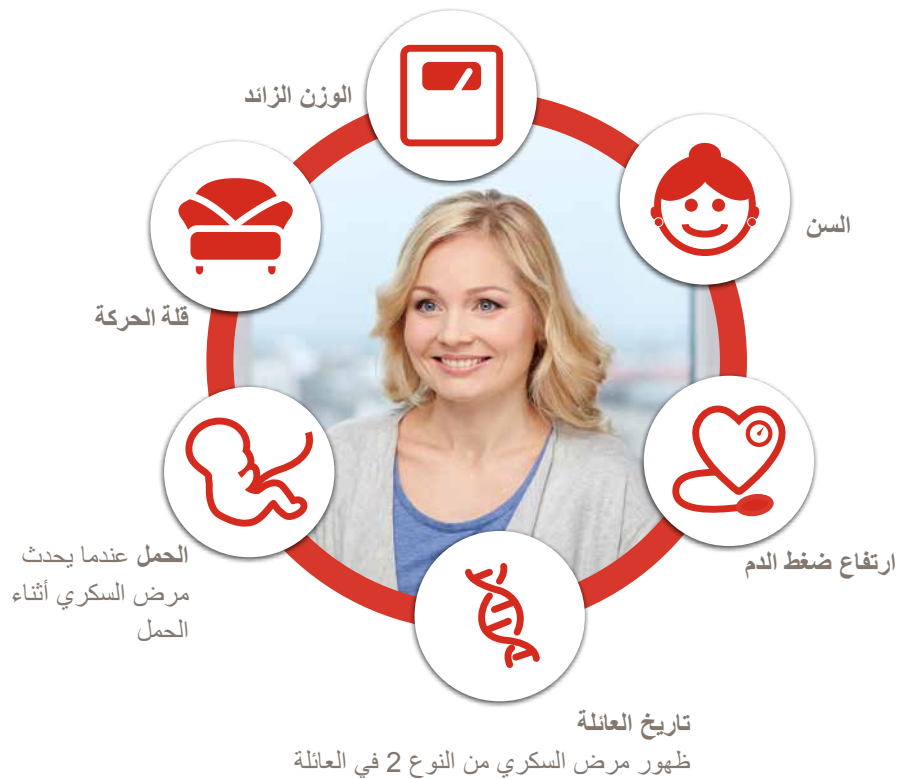 الوزن الزائد
السن
قلة الحركة
ارتفاع ضغط الدم
الحمل عندما يحدث
مرض السكري أثناء
الحمل
تاريخ العائلة
ظهور مرض السكري من النوع 2 في العائلة